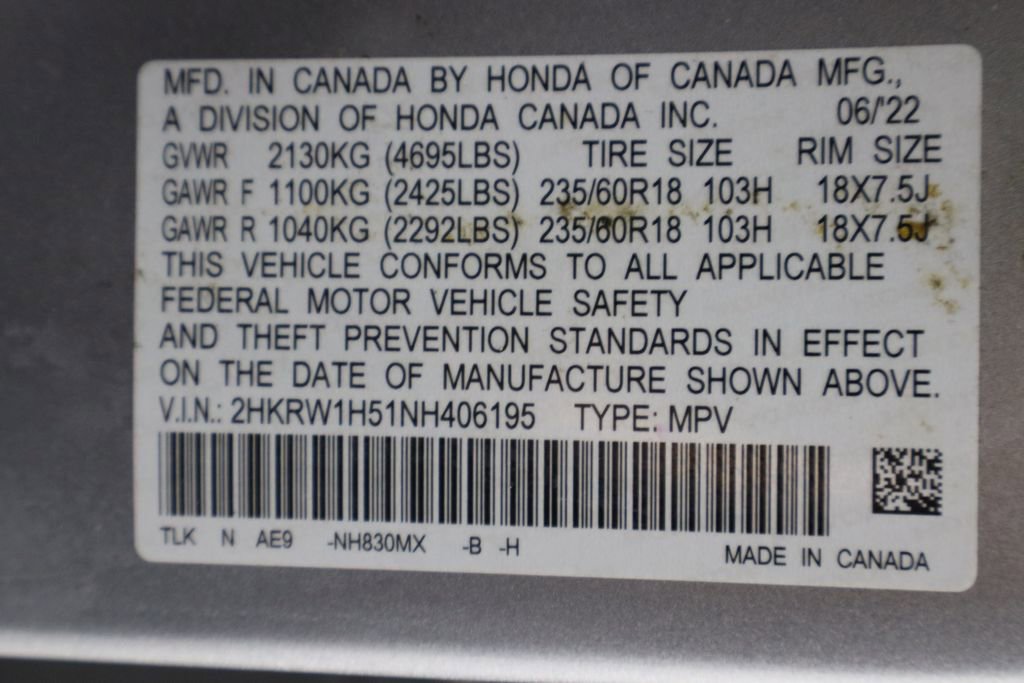 MFD. IN CANADA BY HONDA OF CANADA MFG.,
A DIVISION OF HONDA CANADA INC. 06/'22
GVWR 2130KG (4695LBS) TIRE SIZE RIM SIZE
GAWR F 1100KG (2425LBS) 235/60R18 103H 18X7.5J
GAWR R 1040KG (2292LBS) 235/60R18 103H 18X7.5J
THIS VEHICLE CONFORMS TO ALL APPLICABLE
FEDERAL MOTOR VEHICLE SAFETY
AND THEFT PREVENTION STANDARDS IN EFFECT
ON THE DATE OF MANUFACTURE SHOWN ABOVE.
V.I.N.: 2HKRW1H51NH406195 TYPE: MPV
TLK N AE9 -NH830MX -B -H
MADE IN CANADA